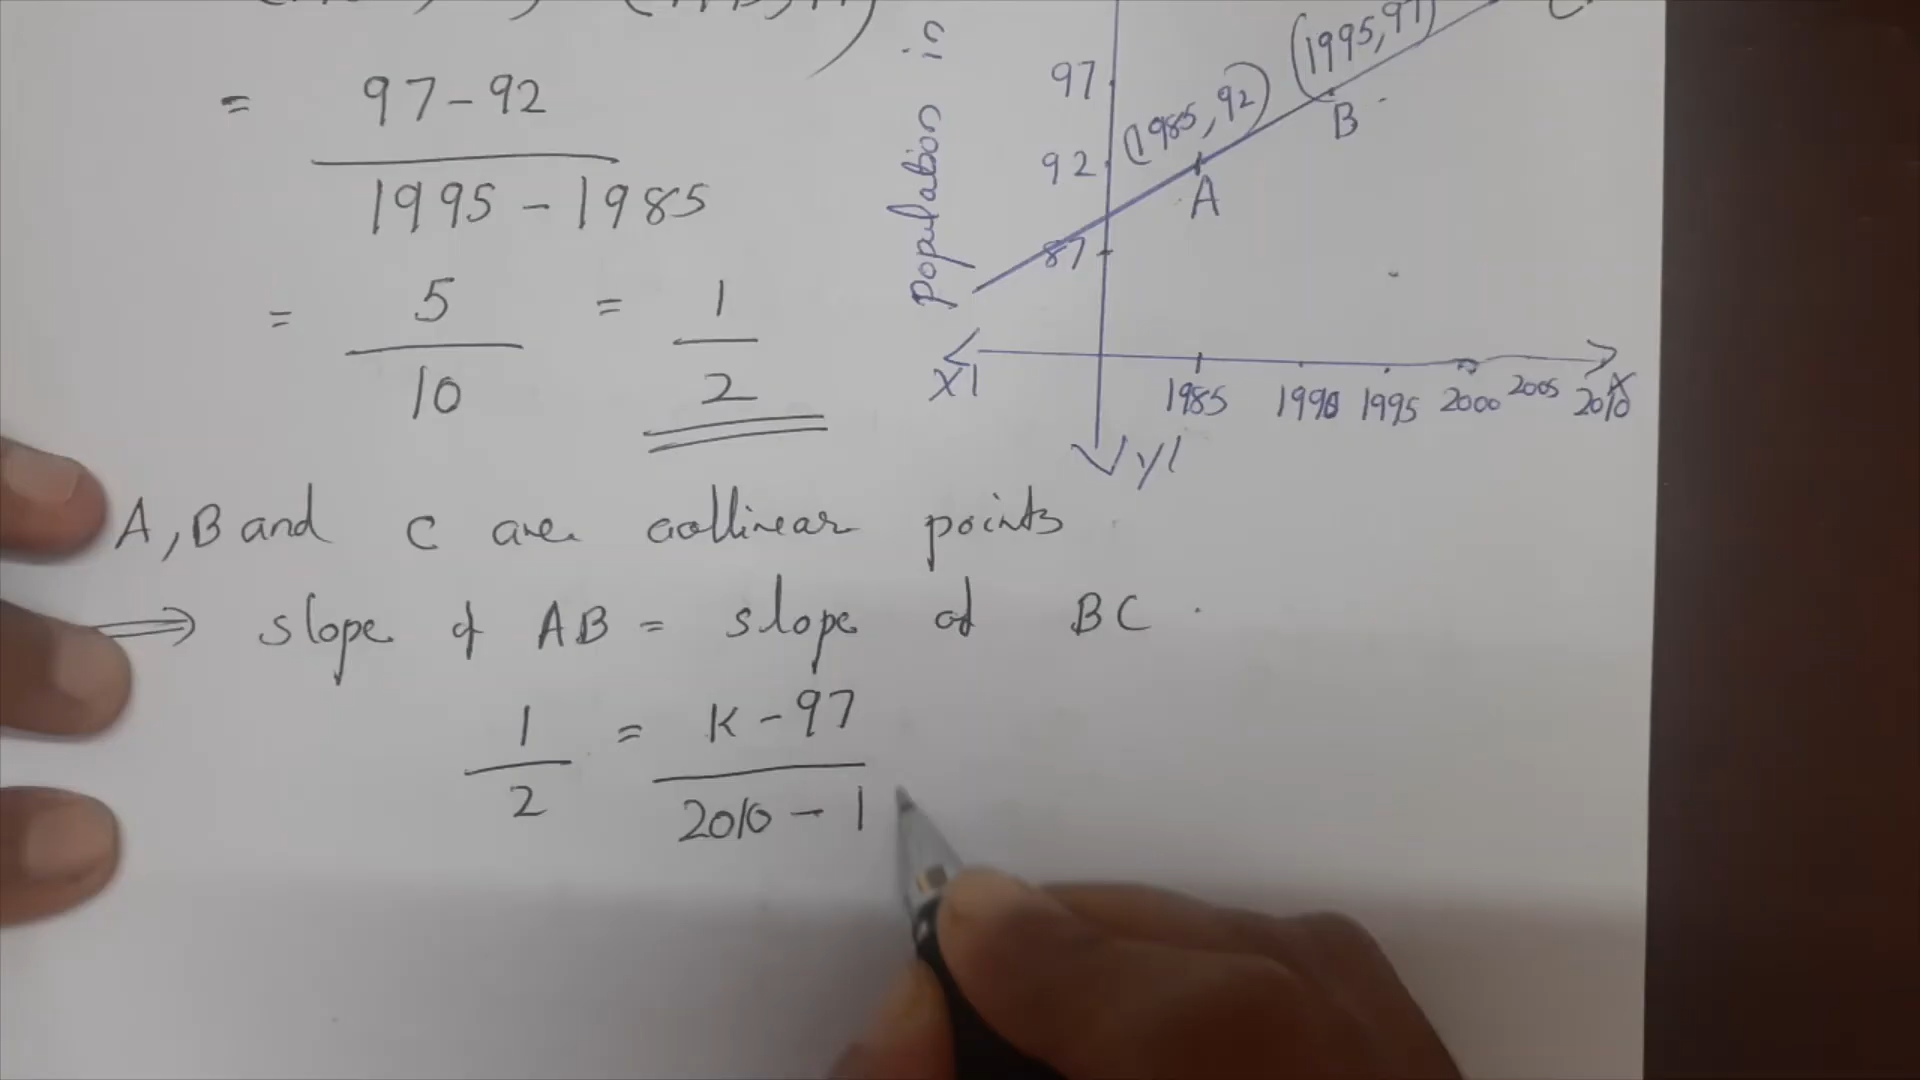 = 97 - 92
1995 - 1985
= 5 = 1
10 2
A, B and C are collinear points
⟹ slope of AB = slope of BC.
1 = K - 97
2 2010 - 1
Population in
97
92
87
(1985, 92)
(1995, 97)
A
B
X1
1985 1990 1995 2000 2005 2010
X
y1